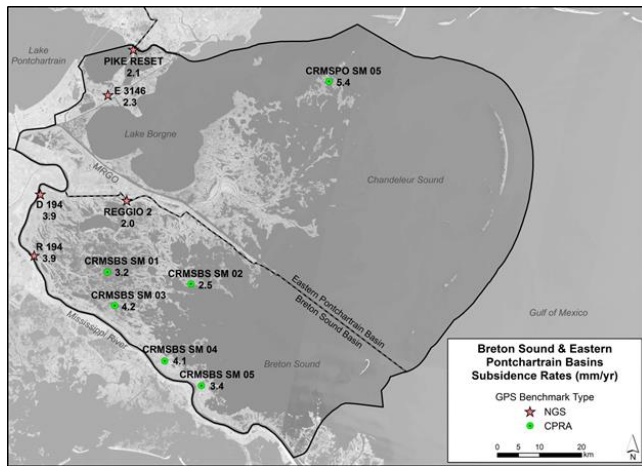 Lake
Pontchartrain
PIKE RESET
2.1
E 3146
2.3
CRMSPO SM 05
5.4
Lake Borgne
MRGO
Chandeleur Sound
D 194
3.9
REGGIO 2
2.0
R 194
3.9
CRMSBS SM 01
3.2
CRMSBS SM 02
2.5
CRMSBS SM 03
4.2
Eastern Pontchartrain Basin
Breton Sound Basin
Mississippi River
Gulf of Mexico
CRMSBS SM 04
4.1
Breton Sound
CRMSBS SM 05
3.4
Breton Sound & Eastern
Pontchartrain Basins
Subsidence Rates (mm/yr)
GPS Benchmark Type
NGS
CPRA
0 5 10 20
km
N